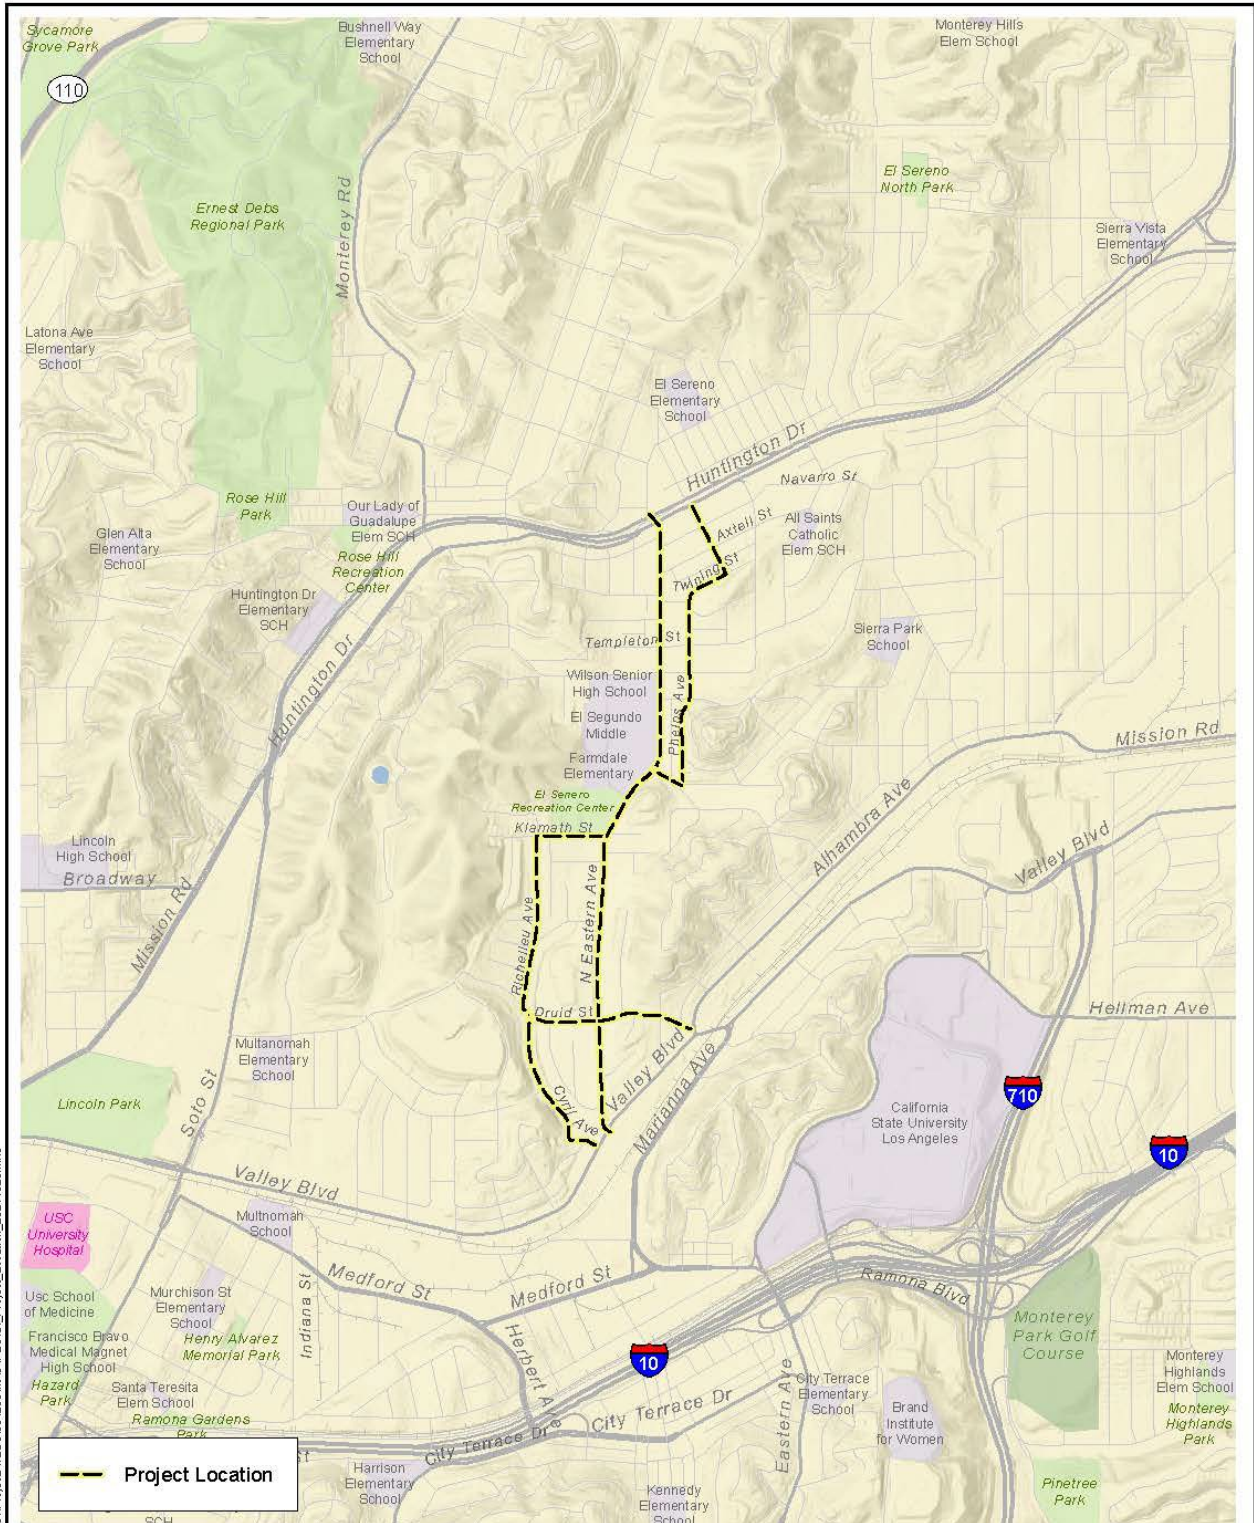 Sycamore
Grove Park
Bushnell Way
Elementary
School
Monterey Hills
Elem School
110
Monterey Rd
Ernest Debs
Regional Park
El Sereno
North Park
Sierra Vista
Elementary
School
Latona Ave
Elementary
School
El Sereno
Elementary
School
Huntington Dr
Navarro St
Rose Hill
Park
Our Lady of
Guadalupe
Elem SCH
Axtell St
All Saints
Catholic
Elem SCH
Glen Alta
Elementary
School
Rose Hill
Recreation
Center
Twining St
Huntington Dr
Elementary
SCH
Templeton St
Sierra Park
School
Huntington Dr
Wilson Senior
High School
El Segundo
Middle
Phelps Ave
Farmdale
Elementary
Mission Rd
El Serero
Recreation Center
Klamath St
Alhambra Ave
Valley Blvd
Lincoln
High School
Broadway
Mission Rd
Richelieu Ave
N Eastern Ave
Druid St
Hellman Ave
Multanomah
Elementary
School
Valley Blvd
Marianna Ave
Cyril Ave
Lincoln Park
Soto St
California
State University
Los Angeles
710
10
Valley Blvd
USC
University
Hospital
Multnomah
School
Medford St
Medford St
Ramona Blvd
Usc School
of Medicine
Murchison St
Elementary
School
Indiana St
Francisco Bravo
Medical Magnet
High School
Henry Alvarez
Memorial Park
Herbert Ave
10
Monterey
Park Golf
Course
Monterey
Highlands
Elem School
Hazard
Park
Santa Teresita
Elem School
Ramona Gardens
Park
City Terrace Dr
City Terrace Dr
Eastern Ave
City Terrace
Elementary
School
Brand
Institute
for Women
Monterey
Highlands
Park
St
Project Location
Harrison
Elementary
School
Kennedy
Elementary
School
Pinetree
Park
SCH